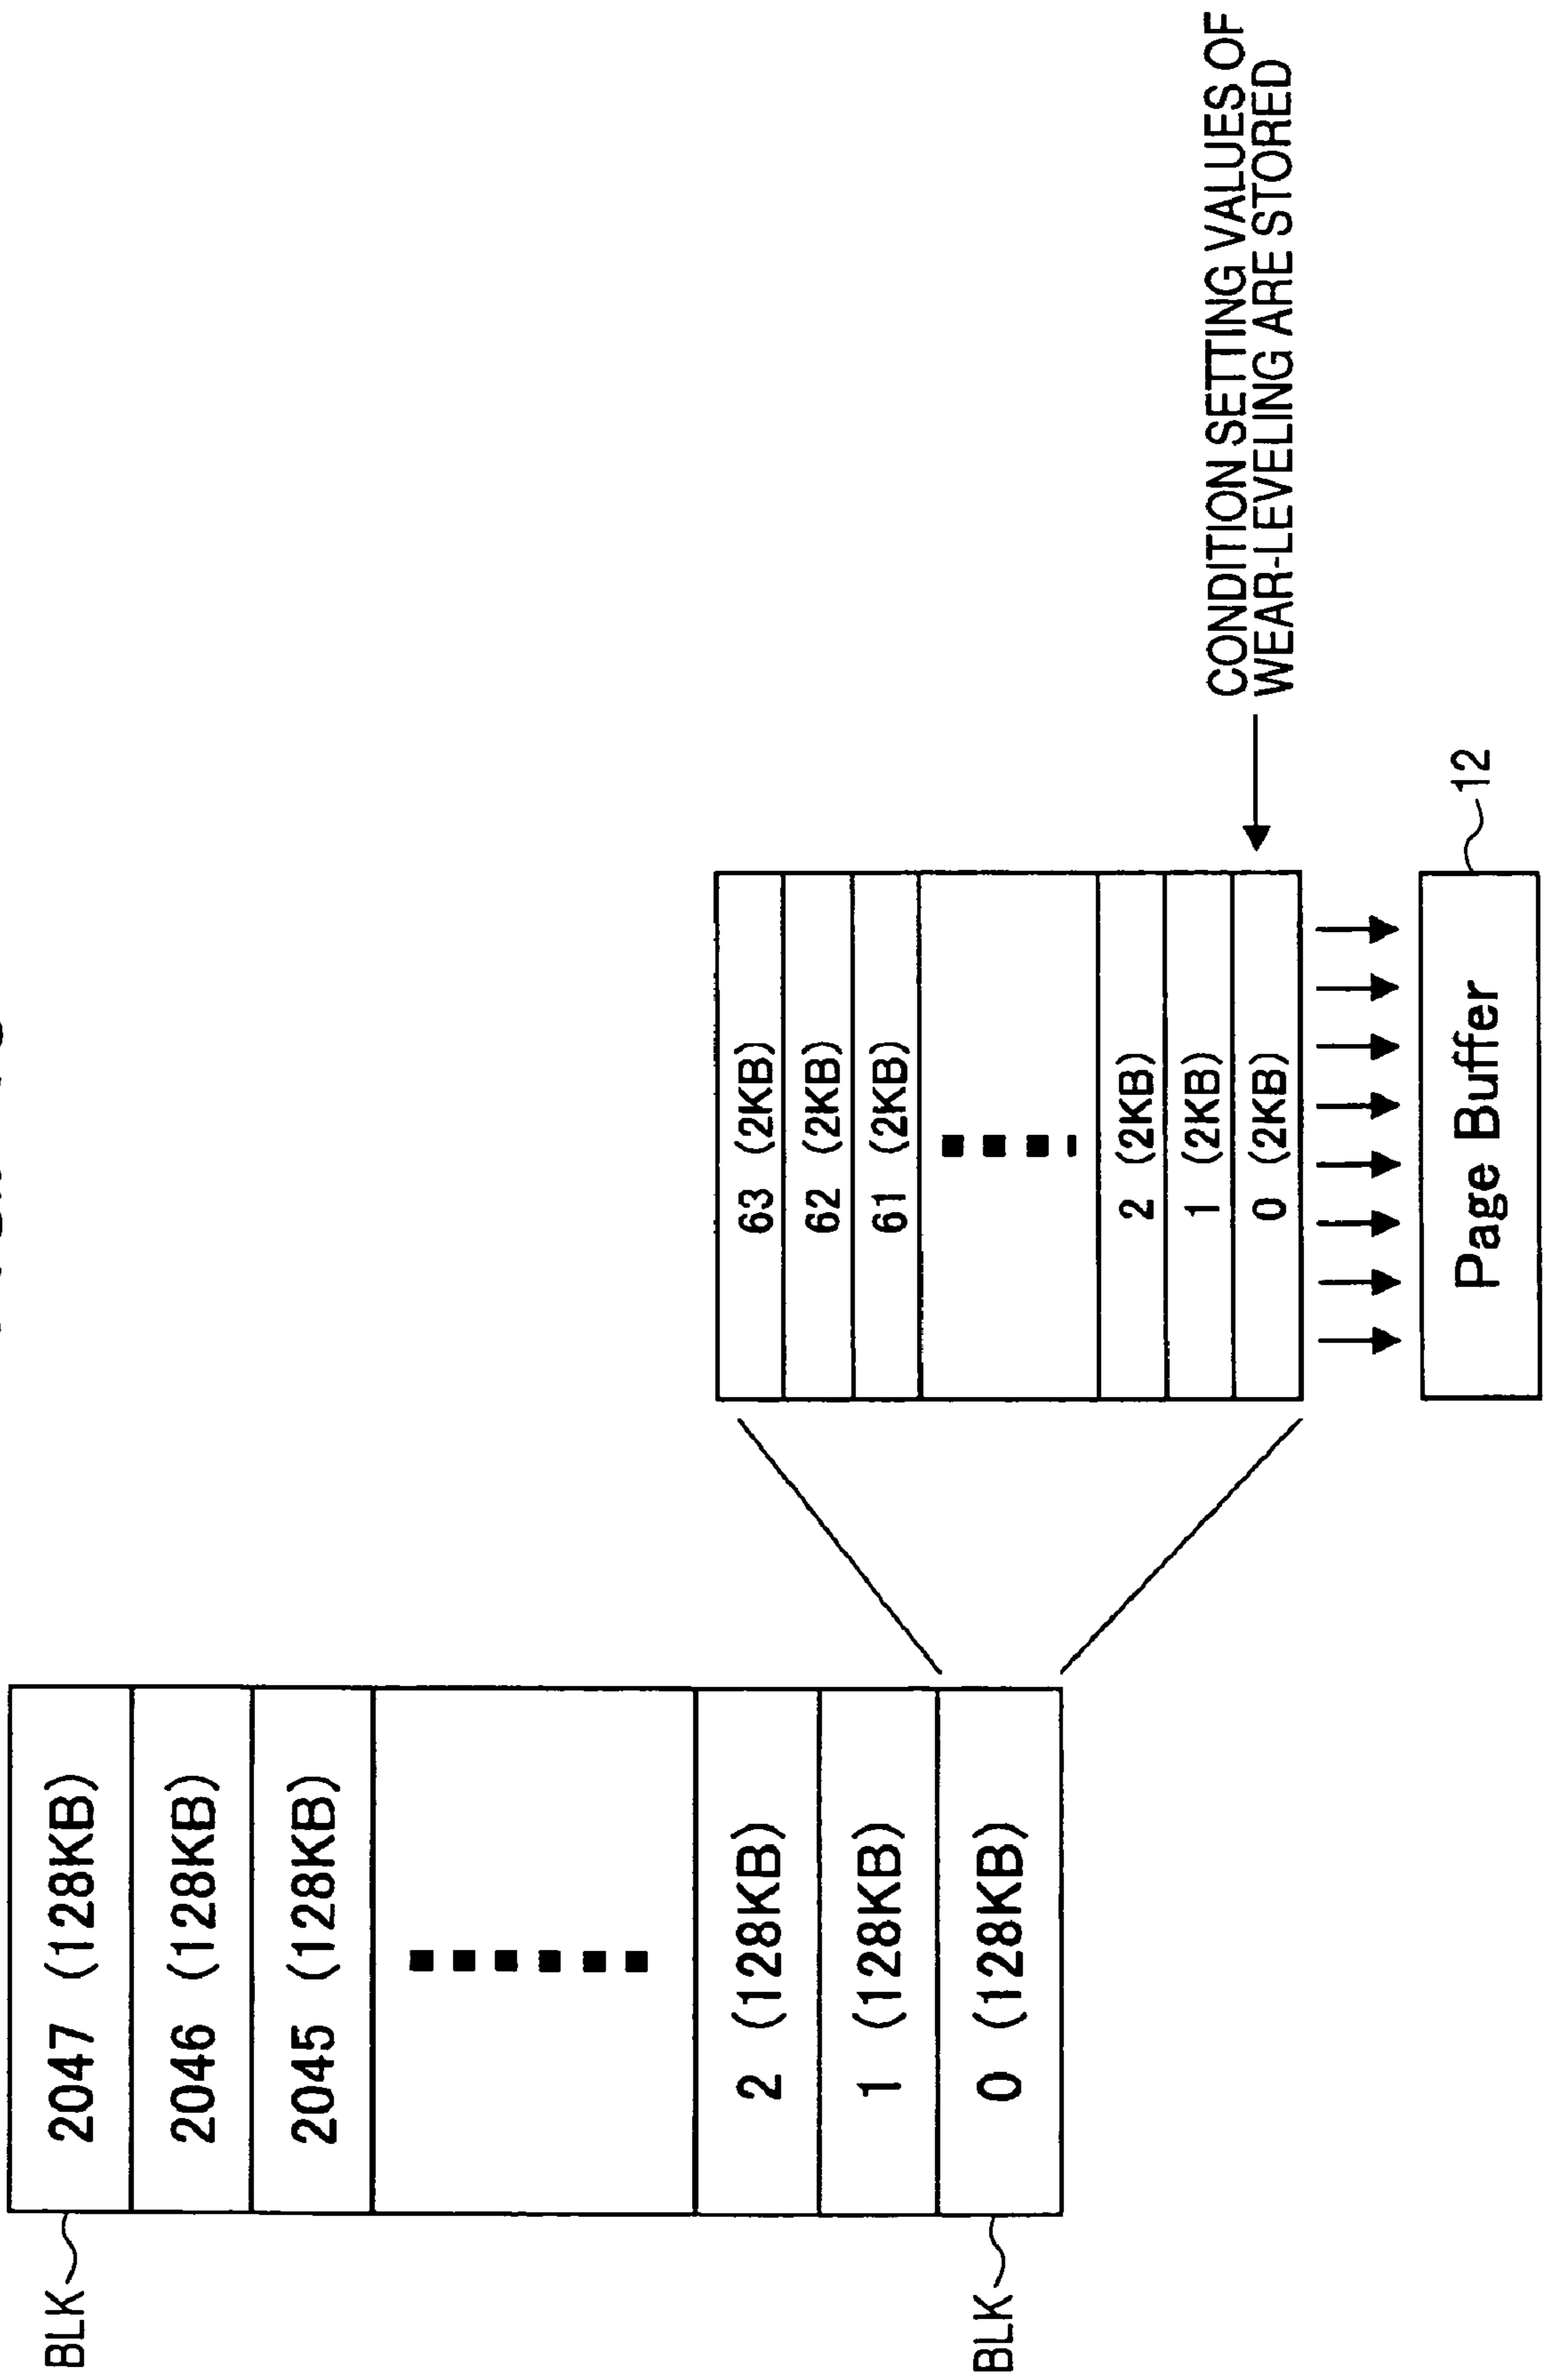 BLK
2047 (128KB)
2046 (128KB)
2045 (128KB)
2 (128KB)
1 (128KB)
0 (128KB)
BLK
63 (2KB)
62 (2KB)
61 (2KB)
2 (2KB)
1 (2KB)
0 (2KB)
CONDITION SETTING VALUES OF
WEAR-LEVELING ARE STORED
Page Buffer
12